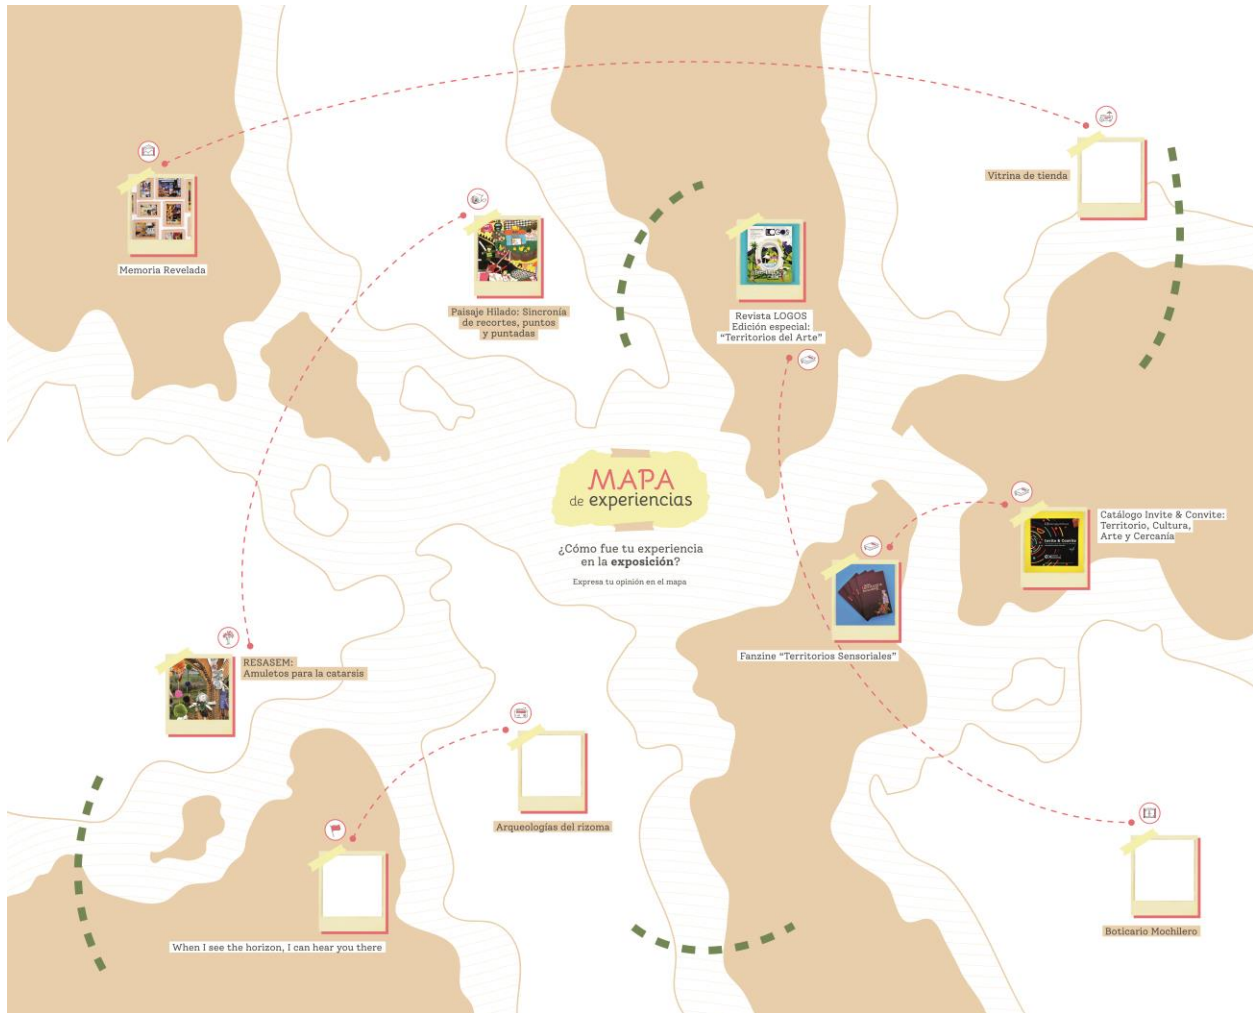 Vitrina de tienda
Memoria Revelada
Paisaje Hilado: Sincronía
de recortes, puntos
y puntadas
LOGOS
Revista LOGOS
Edición especial:
“Territorios del Arte”
MAPA
de experiencias
¿Cómo fue tu experiencia
en la exposición?
Expresa tu opinión en el mapa
Catálogo Invite & Convite:
Territorio, Cultura,
Arte y Cercanía
Invite & Convite
Fanzine “Territorios Sensoriales”
RESASEM:
Amuletos para la catarsis
Arqueologías del rizoma
When I see the horizon, I can hear you there
Boticario Mochilero